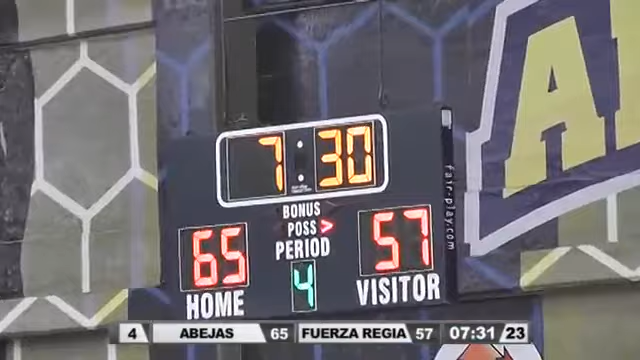 A
7:30
BONUS
POSS >
PERIOD
65
57
4
HOME
VISITOR
fair-play.com
4 ABEJAS 65 FUERZA REGIA 57 07:31 23